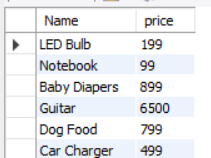 Name price
LED Bulb 199
Notebook 99
Baby Diapers 899
Guitar 6500
Dog Food 799
Car Charger 499